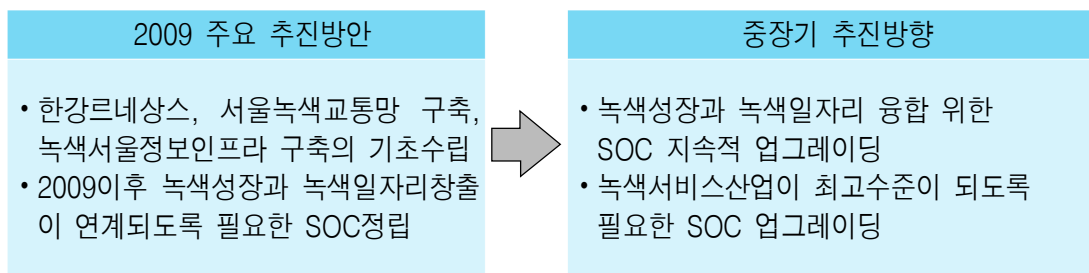 2009 주요 추진방안
• 한강르네상스, 서울녹색교통망 구축,
녹색서울정보인프라 구축의 기초수립
• 2009이후 녹색성장과 녹색일자리창출
이 연계되도록 필요한 SOC정립
중장기 추진방향
• 녹색성장과 녹색일자리 융합 위한
SOC 지속적 업그레이딩
• 녹색서비스산업이 최고수준이 되도록
필요한 SOC 업그레이딩